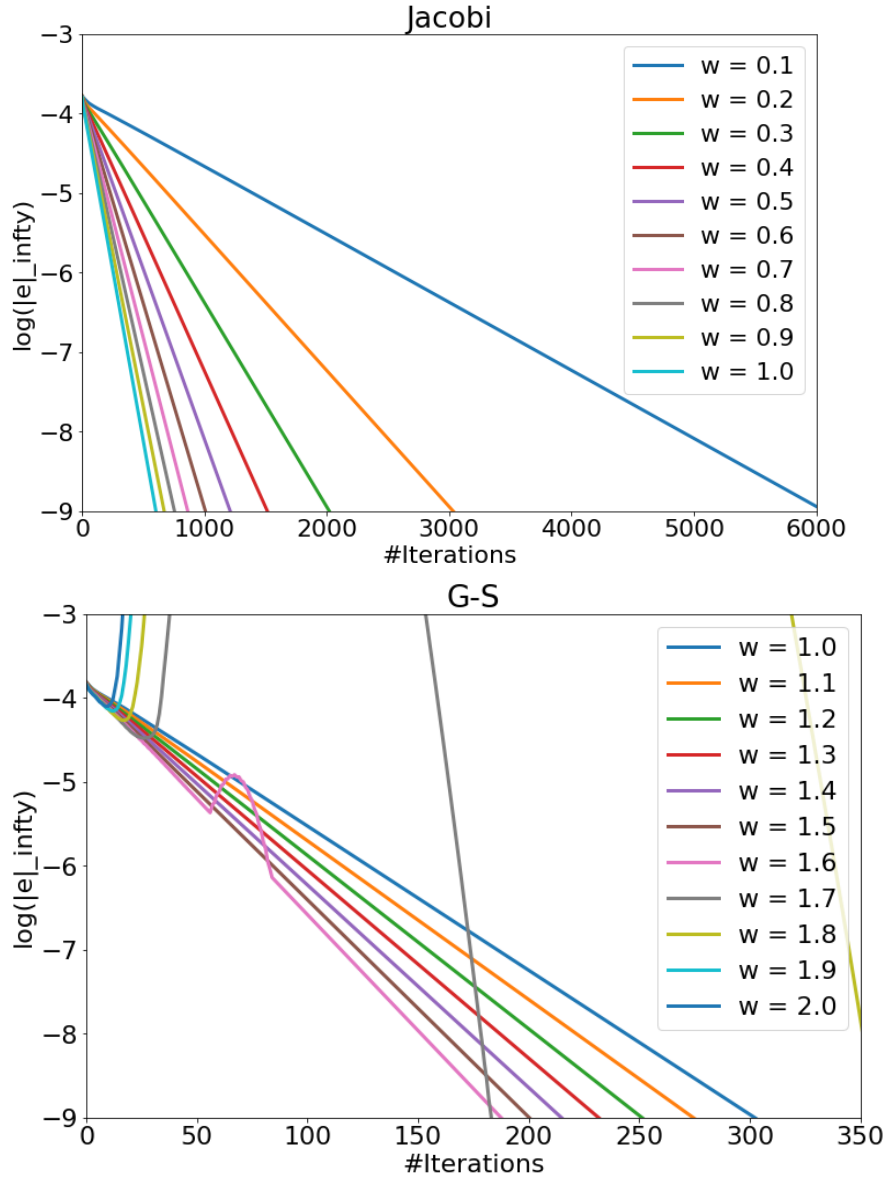 Jacobi
log(|e|_infty)
−3
−4
−5
−6
−7
−8
−9
w = 0.1
w = 0.2
w = 0.3
w = 0.4
w = 0.5
w = 0.6
w = 0.7
w = 0.8
w = 0.9
w = 1.0
0 1000 2000 3000 4000 5000 6000
#Iterations
G-S
log(|e|_infty)
−3
−4
−5
−6
−7
−8
−9
w = 1.0
w = 1.1
w = 1.2
w = 1.3
w = 1.4
w = 1.5
w = 1.6
w = 1.7
w = 1.8
w = 1.9
w = 2.0
0 50 100 150 200 250 300 350
#Iterations